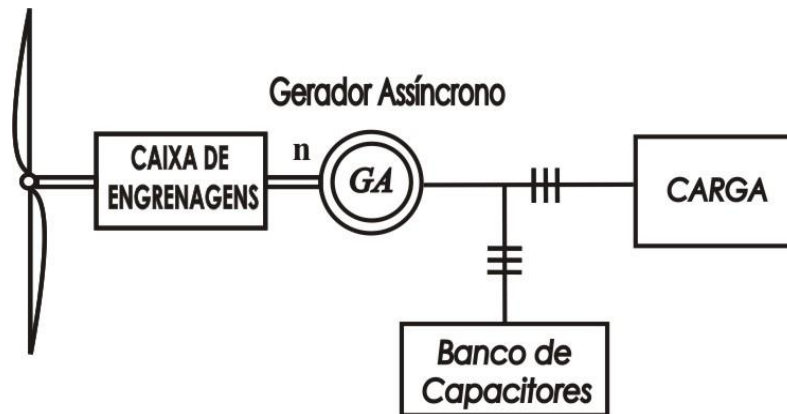 Gerador Assíncrono
CAIXA DE
ENGRENAGENS
n
GA
CARGA
Banco de
Capacitores